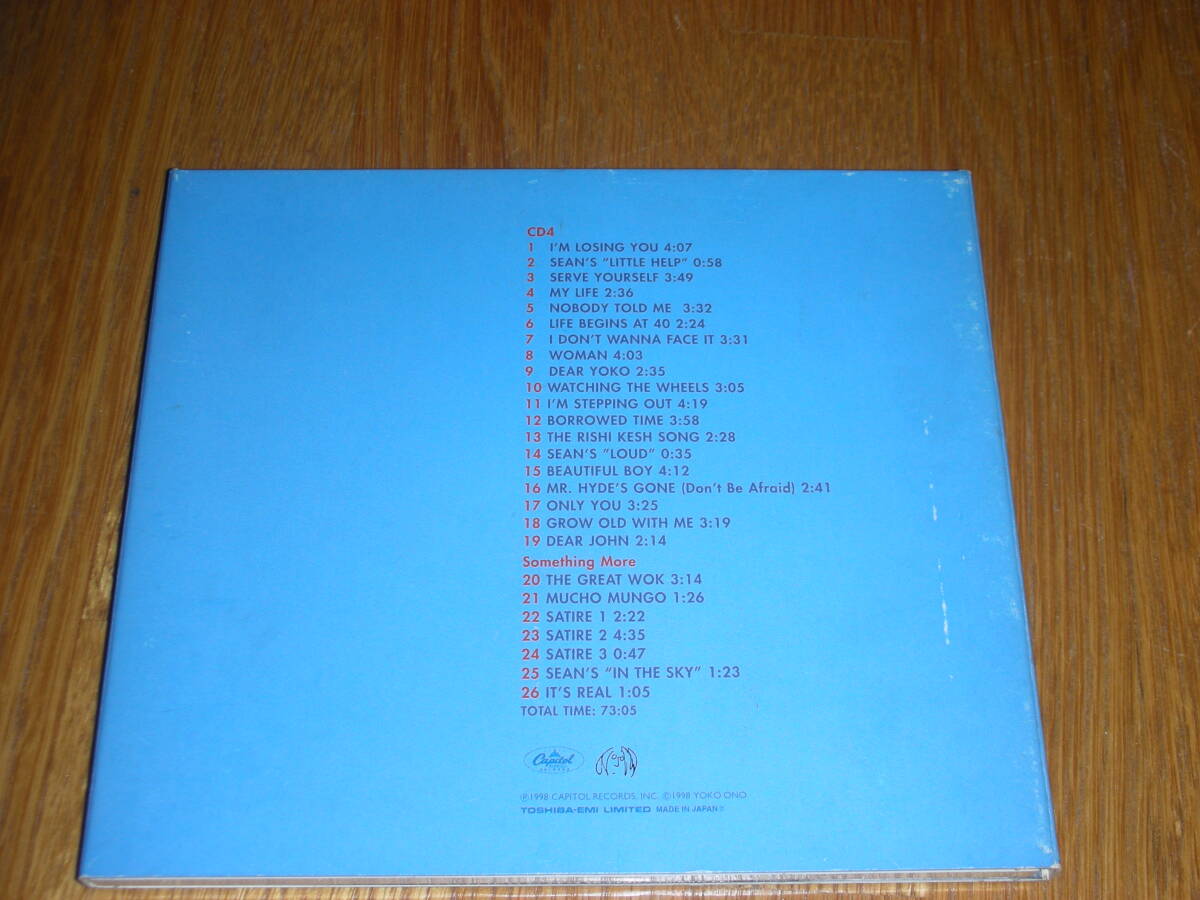 CD4
1 I'M LOSING YOU 4:07
2 SEAN'S "LITTLE HELP" 0:58
3 SERVE YOURSELF 3:49
4 MY LIFE 2:36
5 NOBODY TOLD ME 3:32
6 LIFE BEGINS AT 40 2:24
7 I DON'T WANNA FACE IT 3:31
8 WOMAN 4:03
9 DEAR YOKO 2:35
10 WATCHING THE WHEELS 3:05
11 I'M STEPPING OUT 4:19
12 BORROWED TIME 3:58
13 THE RISHI KESH SONG 2:28
14 SEAN'S "LOUD" 0:35
15 BEAUTIFUL BOY 4:12
16 MR. HYDE'S GONE (Don't Be Afraid) 2:41
17 ONLY YOU 3:25
18 GROW OLD WITH ME 3:19
19 DEAR JOHN 2:14
Something More
20 THE GREAT WOK 3:14
21 MUCHO MUNGO 1:26
22 SATIRE 1 2:22
23 SATIRE 2 4:35
24 SATIRE 3 0:47
25 SEAN'S "IN THE SKY" 1:23
26 IT'S REAL 1:05
TOTAL TIME: 73:05
Capitol
℗1998 CAPITOL RECORDS, INC. ©1998 YOKO ONO
TOSHIBA-EMI LIMITED MADE IN JAPAN